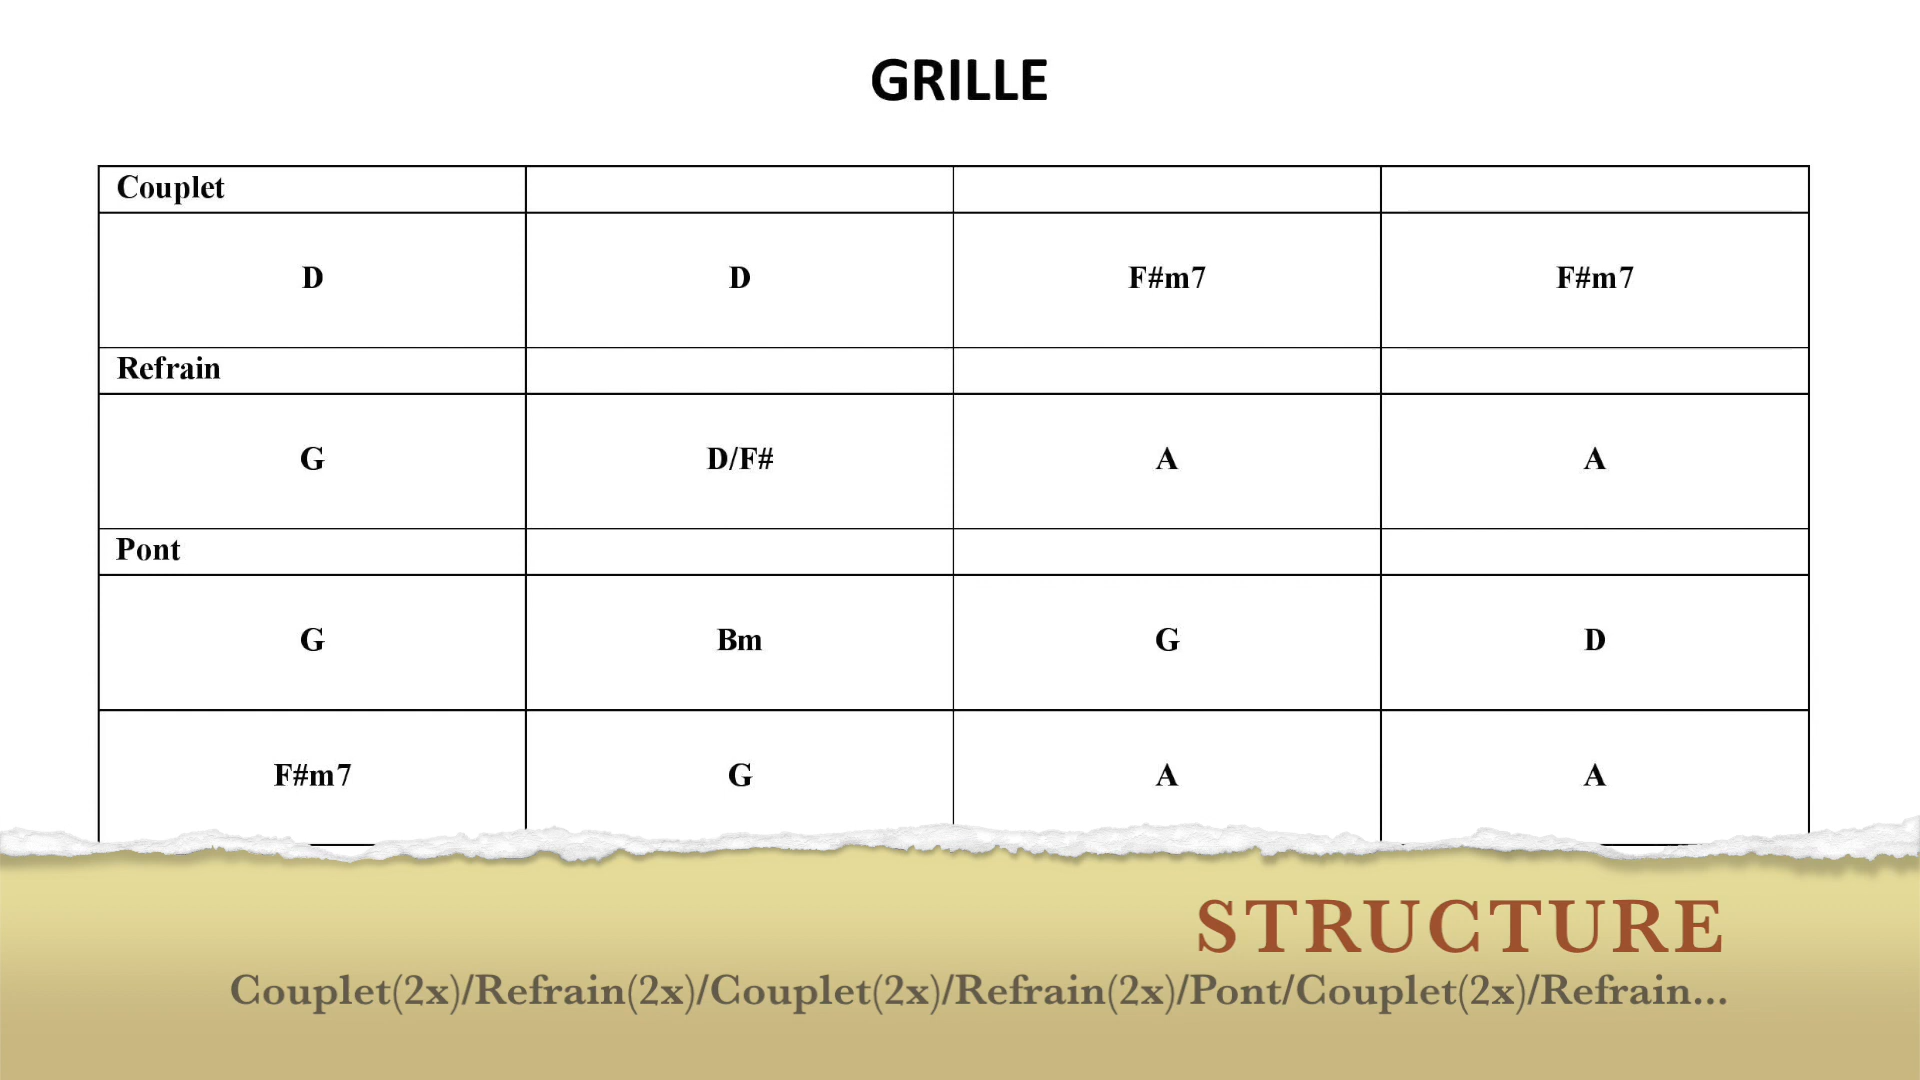 GRILLE
Couplet
D D F#m7 F#m7
Refrain
G D/F# A A
Pont
G Bm G D
F#m7 G A A
STRUCTURE
Couplet(2x)/Refrain(2x)/Couplet(2x)/Refrain(2x)/Pont/Couplet(2x)/Refrain...